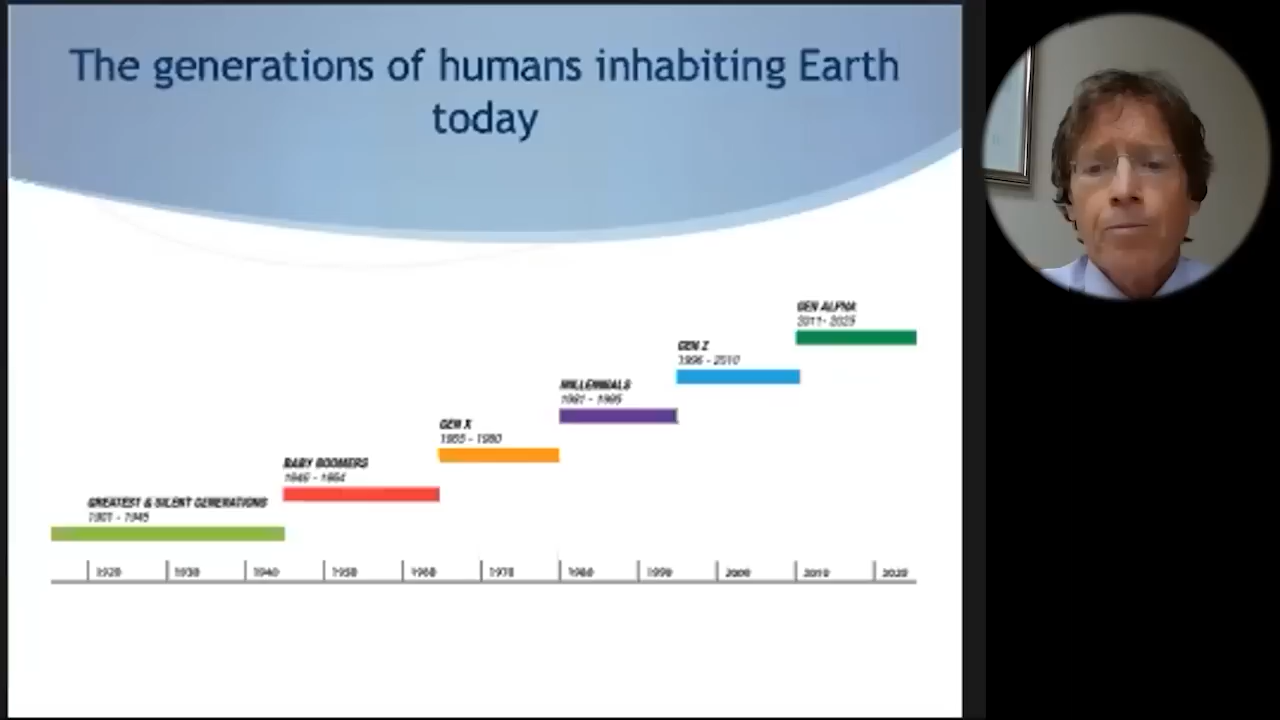 The generations of humans inhabiting Earth
today
GEN ALPHA
2011- 2025
GEN Z
1996 - 2010
MILLENNIALS
1981 - 1995
GEN X
1965 - 1980
BABY BOOMERS
1946 - 1964
GREATEST & SILENT GENERATIONS
1901 - 1945
1920 1930 1940 1950 1960 1970 1980 1990 2000 2010 2020